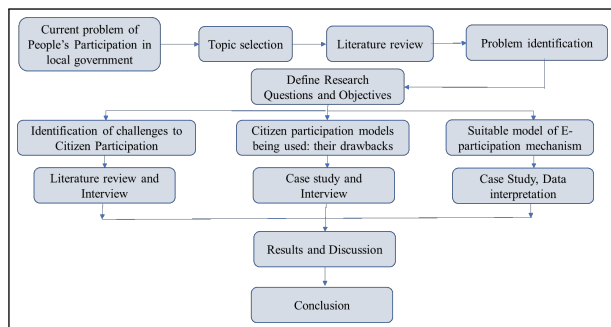 Current problem of
People's Participation in
local government
Topic selection
Literature review
Problem identification
Define Research
Questions and Objectives
Identification of challenges to
Citizen Participation
Citizen participation models
being used: their drawbacks
Suitable model of E-
participation mechanism
Literature review and
Interview
Case study and
Interview
Case Study, Data
interpretation
Results and Discussion
Conclusion